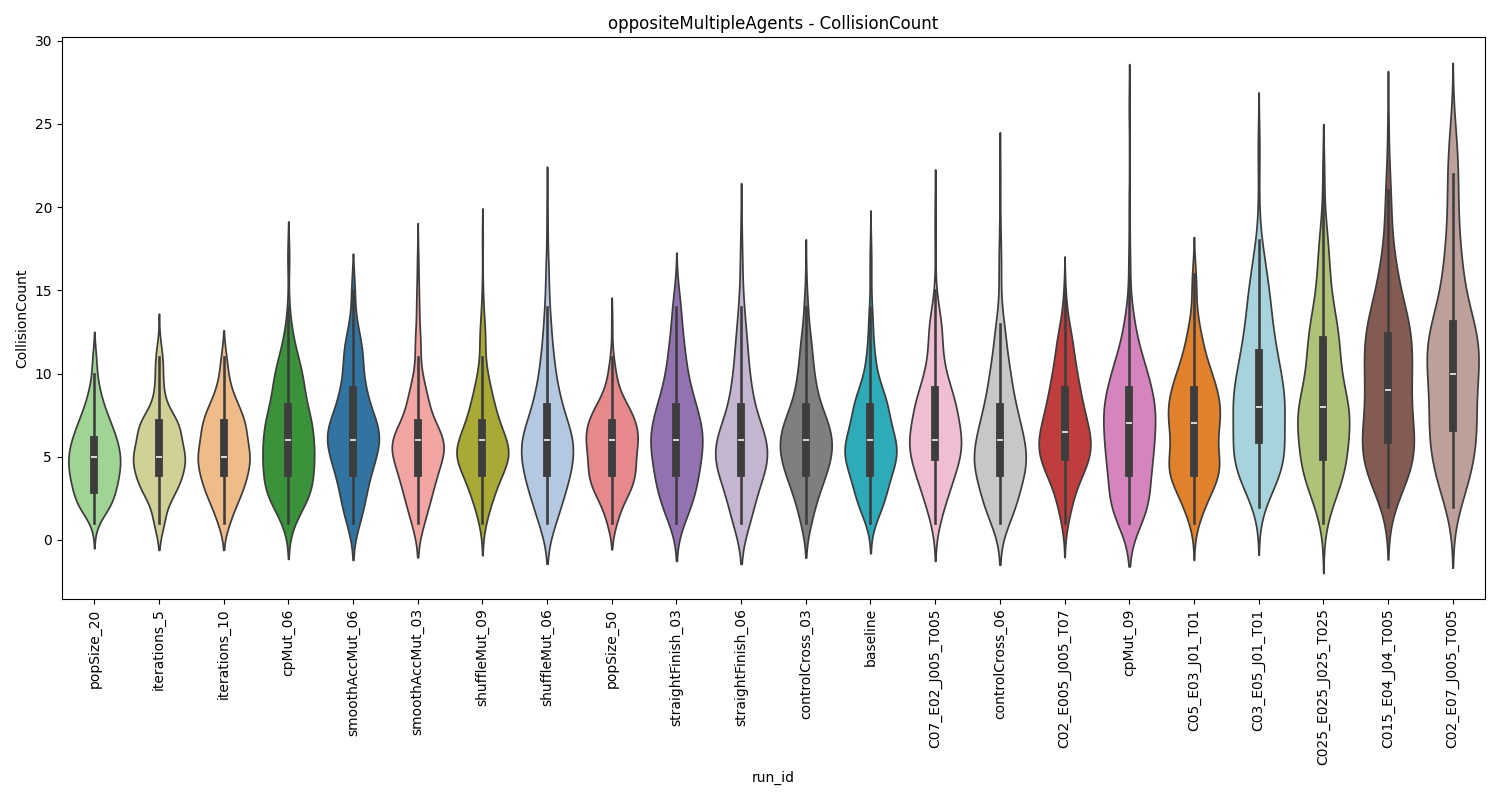 oppositeMultipleAgents - CollisionCount
30
25
20
15
10
5
0
CollisionCount
popSize_20
iterations_5
iterations_10
cpMut_06
smoothAccMut_06
smoothAccMut_03
shuffleMut_09
shuffleMut_06
popSize_50
straightFinish_03
straightFinish_06
controlCross_03
baseline
C07_E02_J005_T005
controlCross_06
C02_E005_J005_T07
cpMut_09
C05_E03_J01_T01
C03_E05_J01_T01
C025_E025_J025_T025
C015_E04_J04_T005
C02_E07_J005_T005
run_id